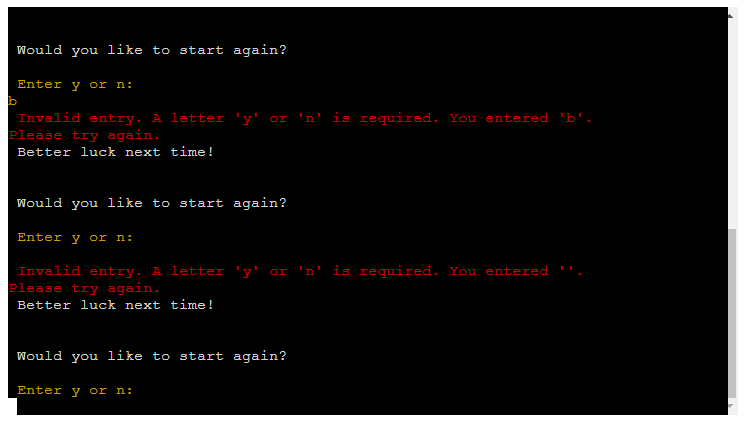 Would you like to start again?
Enter y or n:
b
Invalid entry. A letter 'y' or 'n' is required. You entered 'b'.
Please try again.
Better luck next time!
Would you like to start again?
Enter y or n:
Invalid entry. A letter 'y' or 'n' is required. You entered ''.
Please try again.
Better luck next time!
Would you like to start again?
Enter y or n: